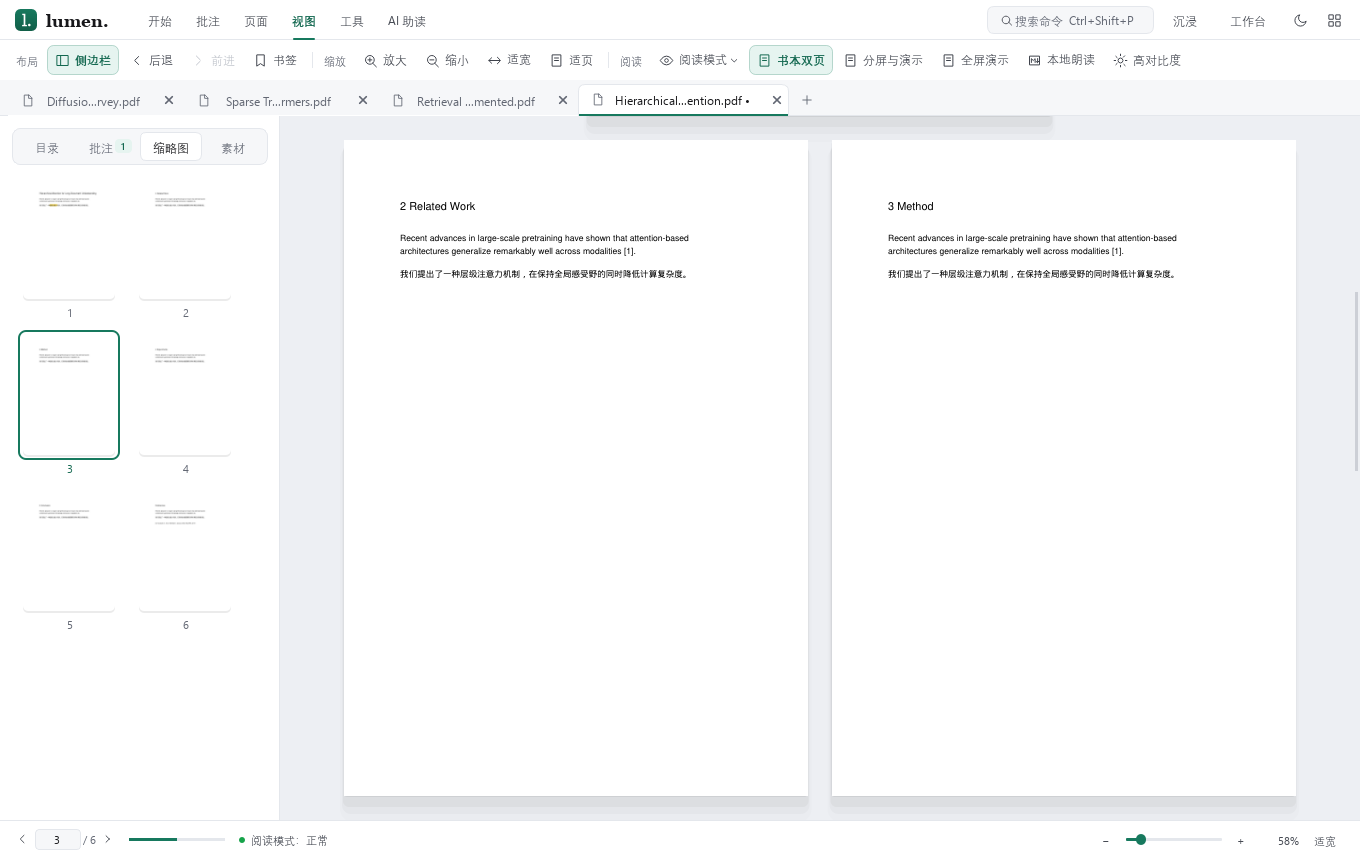 l. lumen.
开始 批注 页面 视图 工具 AI 助读 搜索命令 Ctrl+Shift+P 沉浸 工作台
布局 侧边栏 后退 前进 书签 缩放 放大 缩小 适宽 适页 阅读 阅读模式 书本双页 分屏与演示 全屏演示 本地朗读 高对比度
Diffusio...rvey.pdf Sparse Tr...rmers.pdf Retrieval ...mented.pdf Hierarchical...ention.pdf •
目录 批注 1 缩略图 素材
1 2
3 4
5 6
2 Related Work
Recent advances in large-scale pretraining have shown that attention-based
architectures generalize remarkably well across modalities [1].
我们提出了一种层级注意力机制，在保持全局感受野的同时降低计算复杂度。
3 Method
Recent advances in large-scale pretraining have shown that attention-based
architectures generalize remarkably well across modalities [1].
我们提出了一种层级注意力机制，在保持全局感受野的同时降低计算复杂度。
3 / 6 阅读模式: 正常 − + 58% 适宽